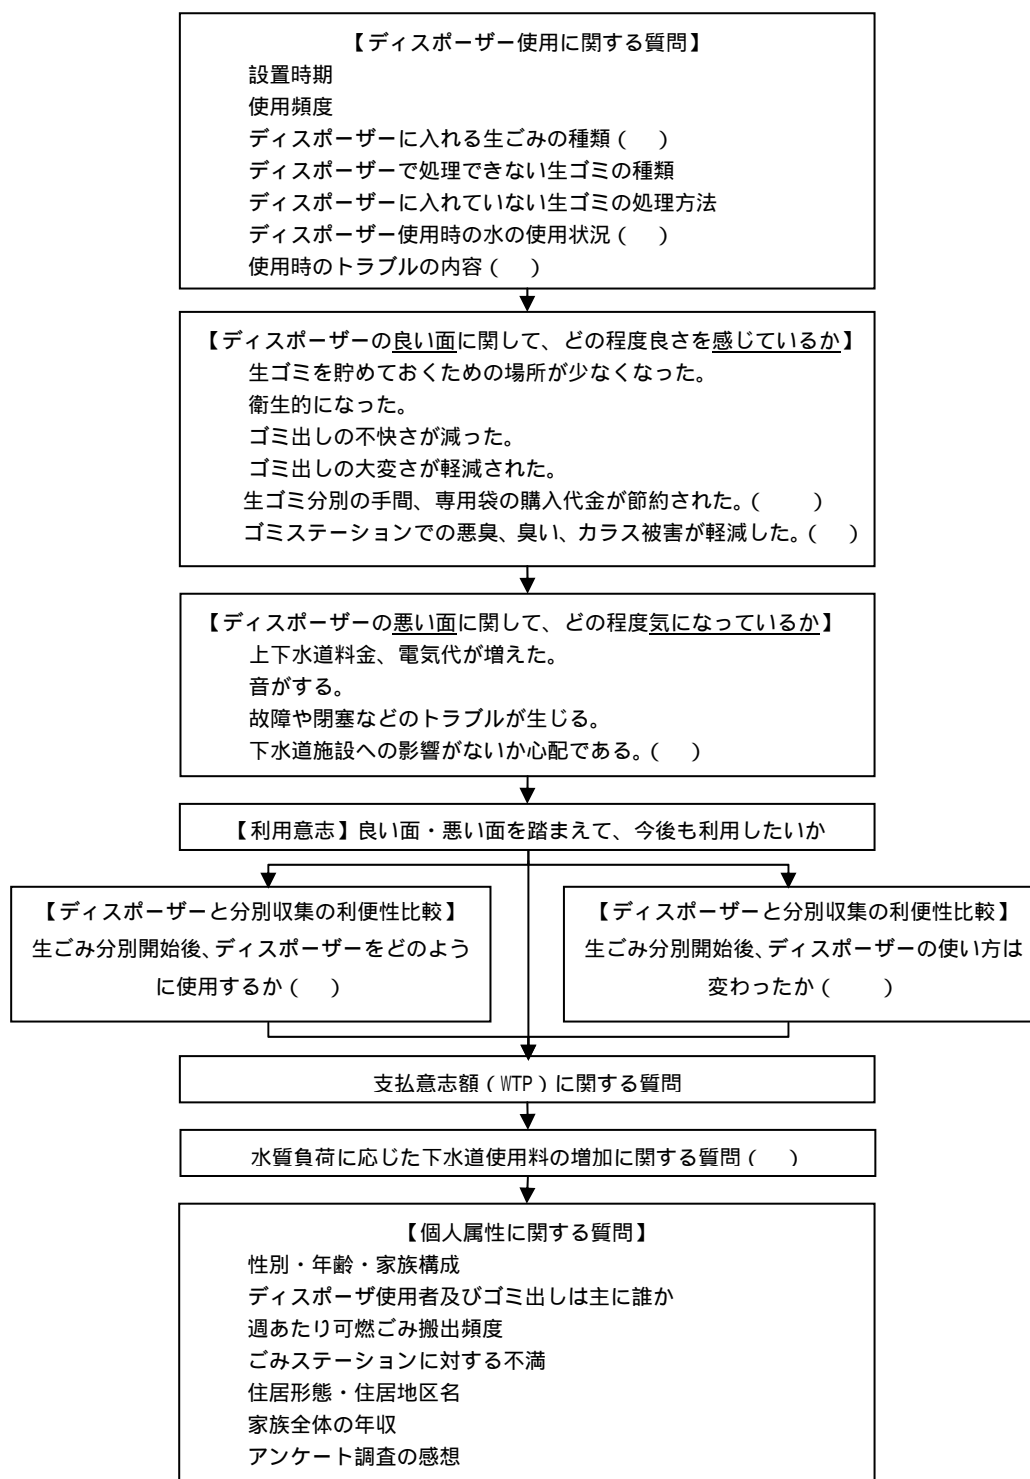 【ディスポーザー使用に関する質問】
設置時期
使用頻度
ディスポーザーに入れる生ごみの種類(　)
ディスポーザーで処理できない生ゴミの種類
ディスポーザーに入れていない生ゴミの処理方法
ディスポーザー使用時の水の使用状況(　)
使用時のトラブルの内容(　)
【ディスポーザーの良い面に関して、どの程度良さを感じているか】
生ゴミを貯めておくための場所が少なくなった。
衛生的になった。
ゴミ出しの不快さが減った。
ゴミ出しの大変さが軽減された。
生ゴミ分別の手間、専用袋の購入代金が節約された。(　　)
ゴミステーションでの悪臭、臭い、カラス被害が軽減した。(　)
【ディスポーザーの悪い面に関して、どの程度気になっているか】
上下水道料金、電気代が増えた。
音がする。
故障や閉塞などのトラブルが生じる。
下水道施設への影響がないか心配である。(　)
【利用意志】良い面・悪い面を踏まえて、今後も利用したいか
【ディスポーザーと分別収集の利便性比較】
生ごみ分別開始後、ディスポーザーをどのよう
に使用するか(　)
【ディスポーザーと分別収集の利便性比較】
生ごみ分別開始後、ディスポーザーの使い方は
変わったか(　　)
支払意志額(WTP)に関する質問
水質負荷に応じた下水道使用料の増加に関する質問(　)
【個人属性に関する質問】
性別・年齢・家族構成
ディスポーザ使用者及びゴミ出しは主に誰か
週あたり可燃ごみ搬出頻度
ごみステーションに対する不満
住居形態・住居地区名
家族全体の年収
アンケート調査の感想